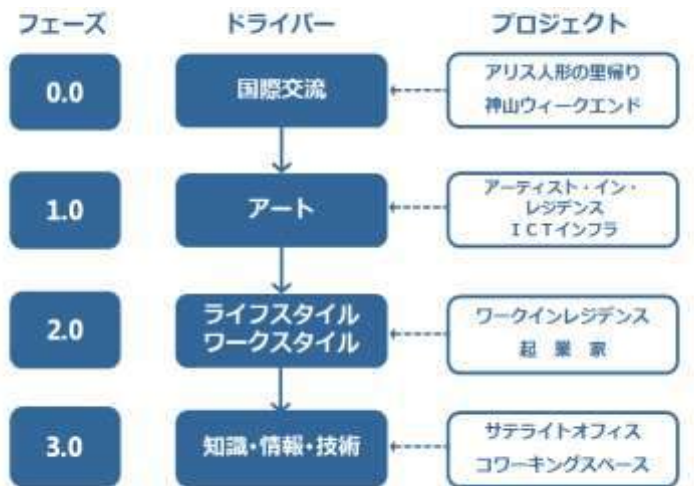 フェーズ
ドライバー
プロジェクト
0.0
国際交流
アリス人形の里帰り
神山ウィークエンド
1.0
アート
アーティスト・イン・
レジデンス
ICTインフラ
2.0
ライフスタイル
ワークスタイル
ワークインレジデンス
起 業 家
3.0
知識・情報・技術
サテライトオフィス
コワーキングスペース